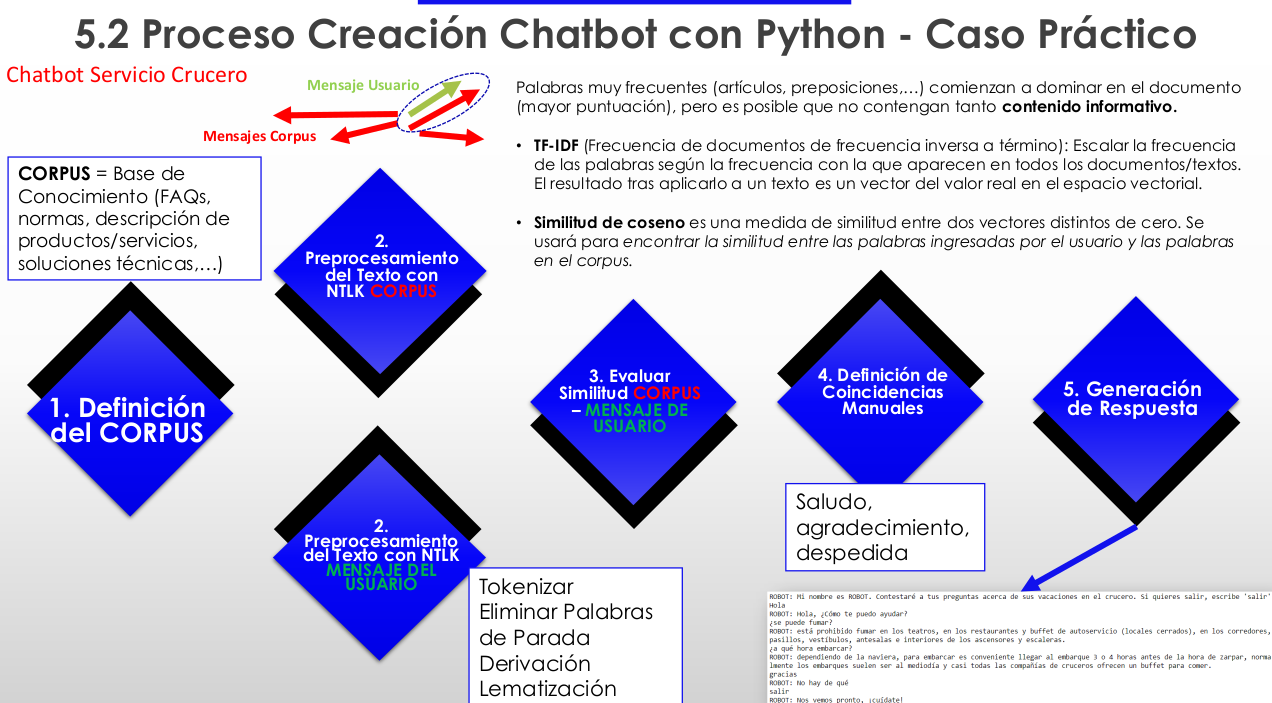 5.2 Proceso Creación Chatbot con Python - Caso Práctico
Chatbot Servicio Crucero
Mensaje Usuario
Mensajes Corpus
Palabras muy frecuentes (artículos, preposiciones,…) comienzan a dominar en el documento
(mayor puntuación), pero es posible que no contengan tanto contenido informativo.
• TF-IDF (Frecuencia de documentos de frecuencia inversa a término): Escalar la frecuencia
de las palabras según la frecuencia con la que aparecen en todos los documentos/textos.
El resultado tras aplicarlo a un texto es un vector del valor real en el espacio vectorial.
• Similitud de coseno es una medida de similitud entre dos vectores distintos de cero. Se
usará para encontrar la similitud entre las palabras ingresadas por el usuario y las palabras
en el corpus.
CORPUS = Base de
Conocimiento (FAQs,
normas, descripción de
productos/servicios,
soluciones técnicas,…)
1. Definición
del CORPUS
2.
Preprocesamiento
del Texto con
NTLK CORPUS
2.
Preprocesamiento
del Texto con NTLK
MENSAJE DEL
USUARIO
Tokenizar
Eliminar Palabras
de Parada
Derivación
Lematización
3. Evaluar
Similitud CORPUS
– MENSAJE DE
USUARIO
4. Definición de
Coincidencias
Manuales
Saludo,
agradecimiento,
despedida
5. Generación
de Respuesta
ROBOT: Mi nombre es ROBOT. Contestaré a tus preguntas acerca de sus vacaciones en el crucero. Si quieres salir, escribe 'salir'
Hola
ROBOT: Hola, ¿Cómo te puedo ayudar?
¿se puede fumar?
ROBOT: está prohibido fumar en los teatros, en los restaurantes y buffet de autoservicio (locales cerrados), en los corredores,
pasillos, vestíbulos, antesalas e interiores de los ascensores y escaleras.
¿a qué hora embarcar?
ROBOT: dependiendo de la naviera, para embarcar es conveniente llegar al embarque 3 o 4 horas antes de la hora de zarpar, norma
lmente los embarques suelen ser al mediodía y casi todas las compañías de cruceros ofrecen un buffet para comer.
gracias
ROBOT: No hay de qué
salir
ROBOT: Nos vemos pronto, ¡cuídate!